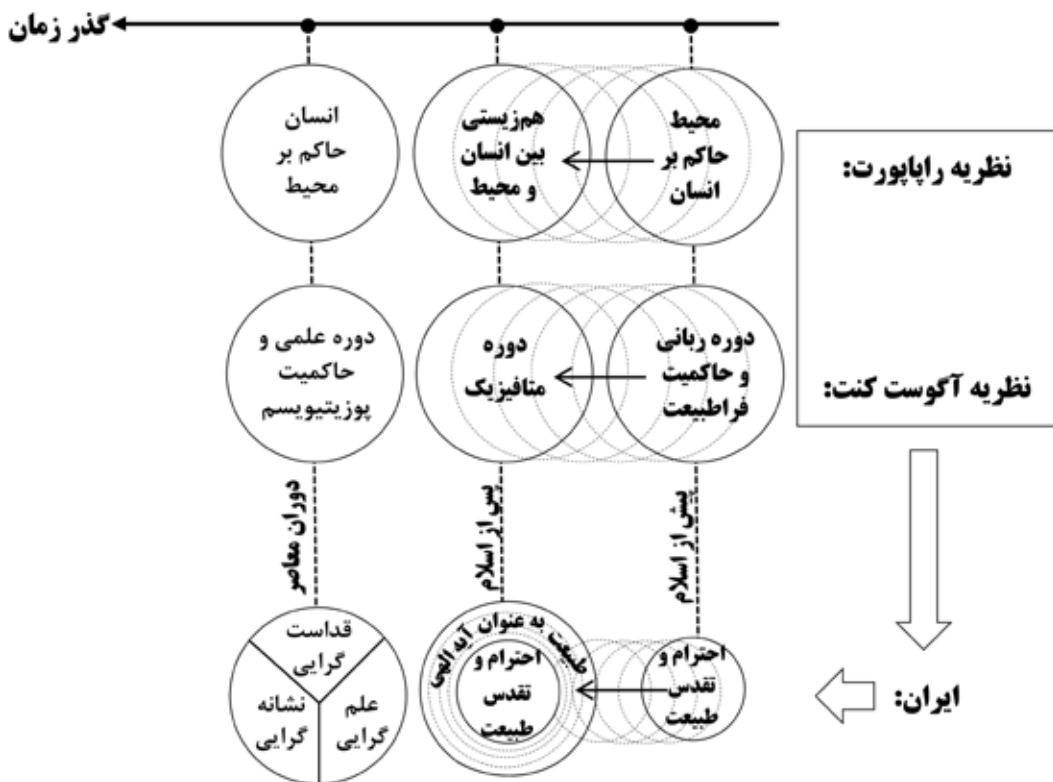 گذر زمان
نظریه راپاپورت:
محیط
حاکم بر
انسان
هم‌زیستی
بین انسان
و محیط
انسان
حاکم بر
محیط
نظریه آگوست کنت:
دوره ربانی
و حاکمیت
فراطبیعت
دوره
متافیزیک
دوره علمی و
حاکمیت
پوزیتیویسم
پیش از اسلام
پس از اسلام
دوران معاصر
ایران:
احترام و
تقدس
طبیعت
طبیعت به عنوان آیه الهی
احترام و
تقدس
طبیعت
قداست
گرایی
علم
گرایی
نشانه
گرایی